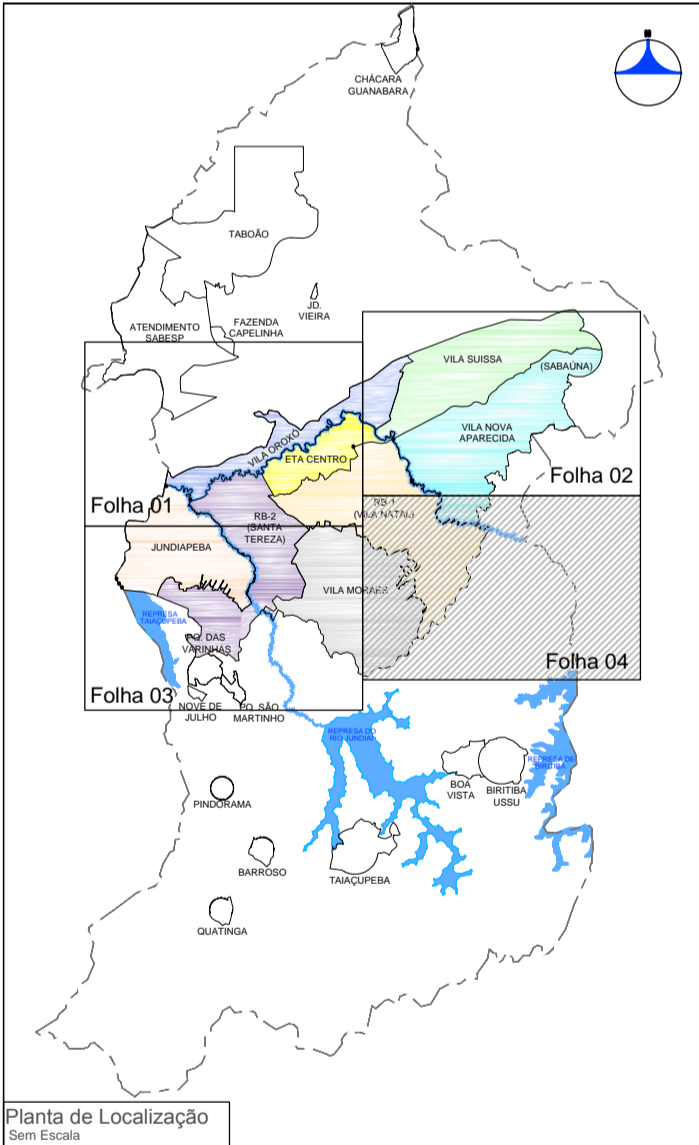 CHÁCARA
GUANABARA
TABOÃO
JD.
VIEIRA
ATENDIMENTO
SABESP
FAZENDA
CAPELINHA
VILA SUISSA
(SABAÚNA)
VILA NOVA
APARECIDA
VILA OROXÓ
ETA CENTRO
Folha 02
Folha 01
RB-1
(VILA NATAL)
RB-2
(SANTA
TEREZA)
JUNDIAPEBA
VILA MORAES
REPRESA
TAIAÇUPEBA
PQ. DAS
VARINHAS
Folha 04
Folha 03
NOVE DE
JULHO
PQ. SÃO
MARTINHO
REPRESA DO
RIO JUNDIAÍ
REPRESA DE
BIRITIBA
BOA
VISTA
BIRITIBA
USSU
PINDORAMA
BARROSO
TAIAÇUPEBA
QUATINGA
Planta de Localização
Sem Escala